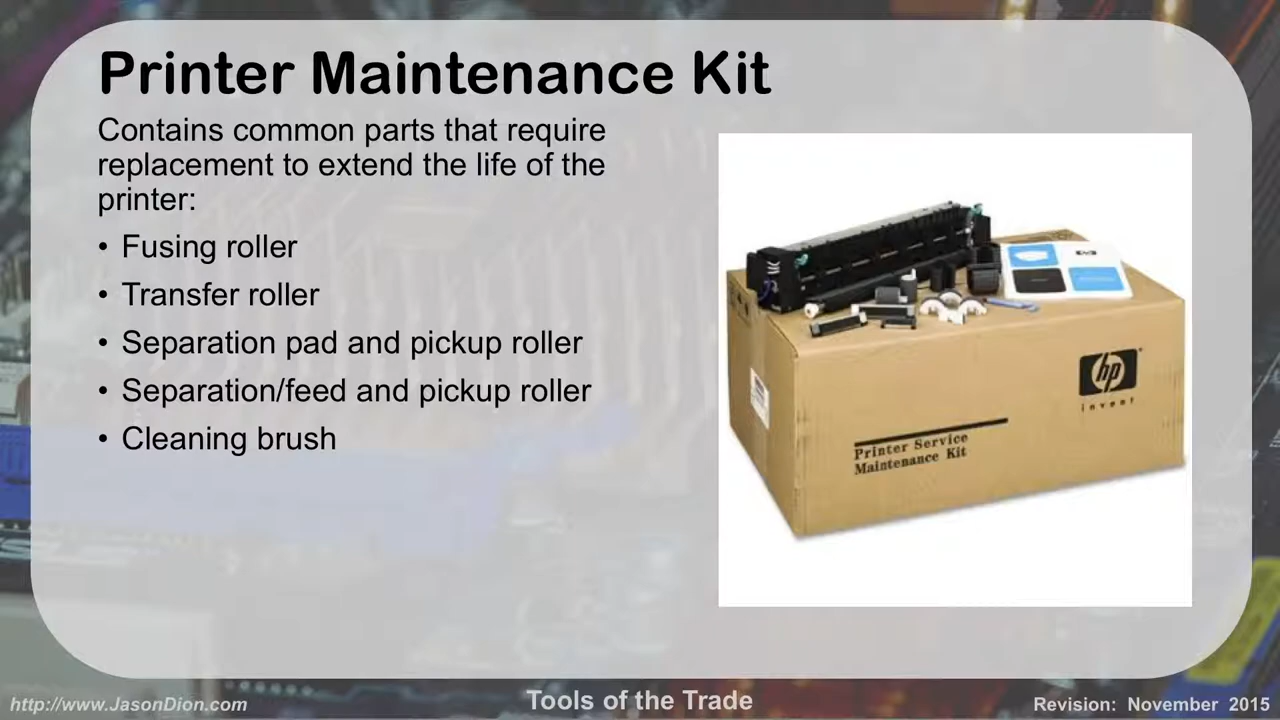 Printer Maintenance Kit
Contains common parts that require
replacement to extend the life of the
printer:
• Fusing roller
• Transfer roller
• Separation pad and pickup roller
• Separation/feed and pickup roller
• Cleaning brush
hp
invent
Printer Service
Maintenance Kit
http://www.JasonDion.com
Tools of the Trade
Revision: November 2015